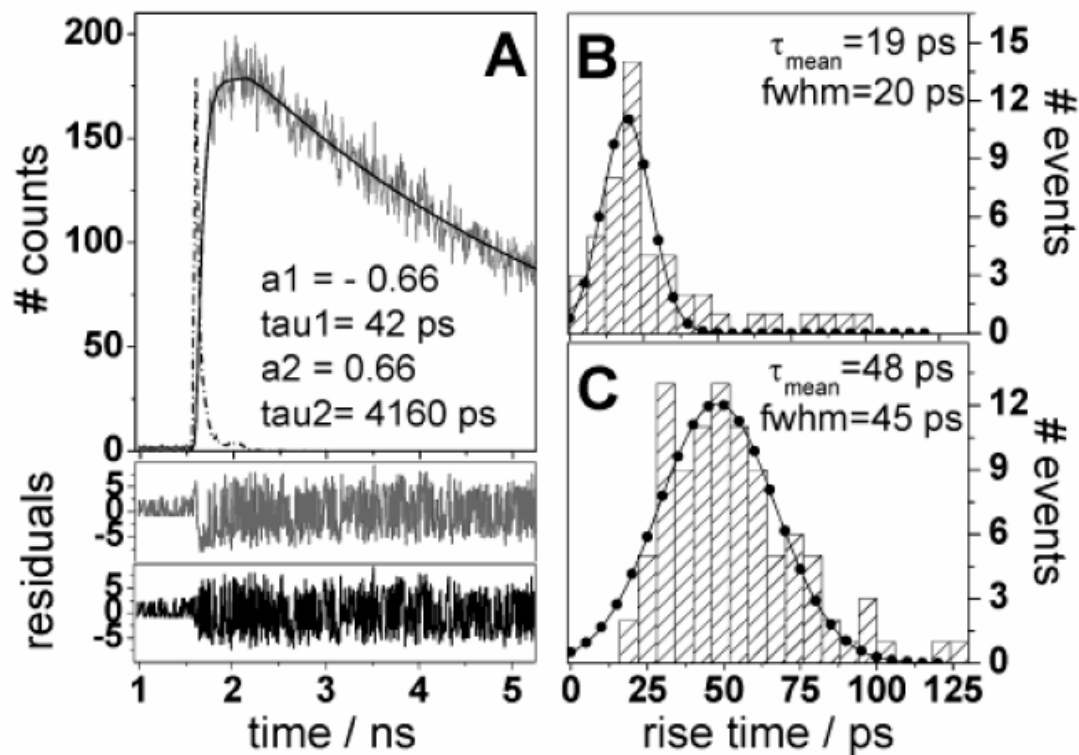 A
# counts
200
150
100
50
0
a1 = - 0.66
tau1= 42 ps
a2 = 0.66
tau2= 4160 ps
residuals
5
0
-5
5
0
-5
1 2 3 4 5
time / ns
B
τmean=19 ps
fwhm=20 ps
15
12
9
6
3
0
# events
C
τmean=48 ps
fwhm=45 ps
12
9
6
3
0
# events
0 25 50 75 100 125
rise time / ps